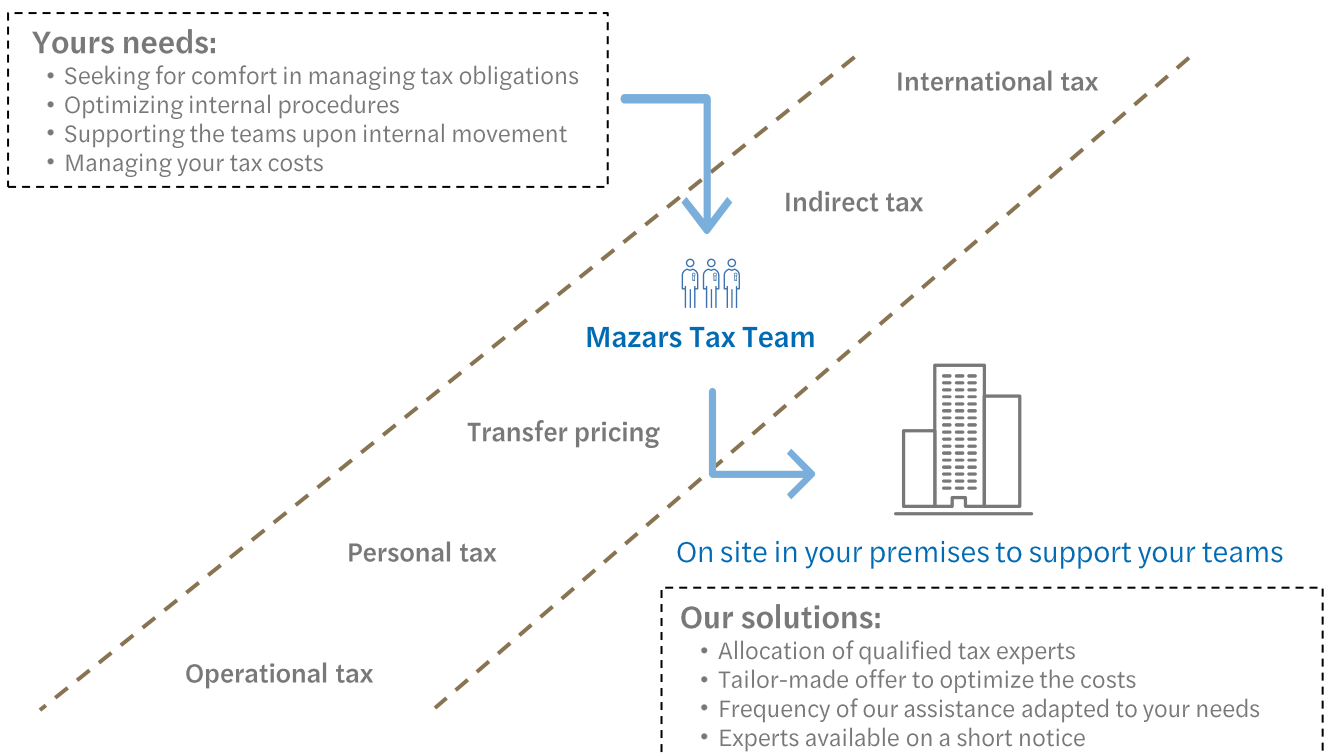 Yours needs:
• Seeking for comfort in managing tax obligations
• Optimizing internal procedures
• Supporting the teams upon internal movement
• Managing your tax costs
International tax
Indirect tax
Mazars Tax Team
Transfer pricing
Personal tax
Operational tax
On site in your premises to support your teams
Our solutions:
• Allocation of qualified tax experts
• Tailor-made offer to optimize the costs
• Frequency of our assistance adapted to your needs
• Experts available on a short notice